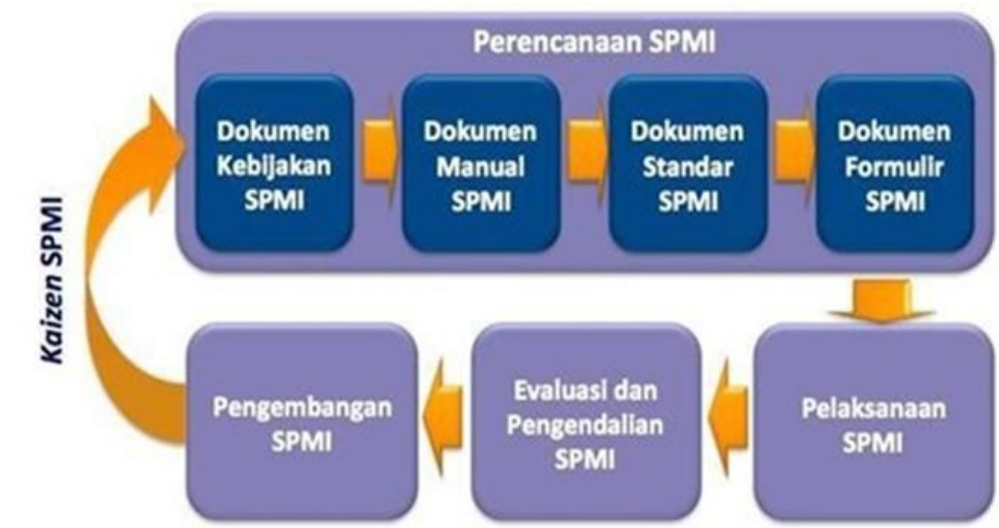 Perencanaan SPMI
Dokumen
Kebijakan
SPMI
Dokumen
Manual
SPMI
Dokumen
Standar
SPMI
Dokumen
Formulir
SPMI
Kaizen SPMI
Pengembangan
SPMI
Evaluasi dan
Pengendalian
SPMI
Pelaksanaan
SPMI